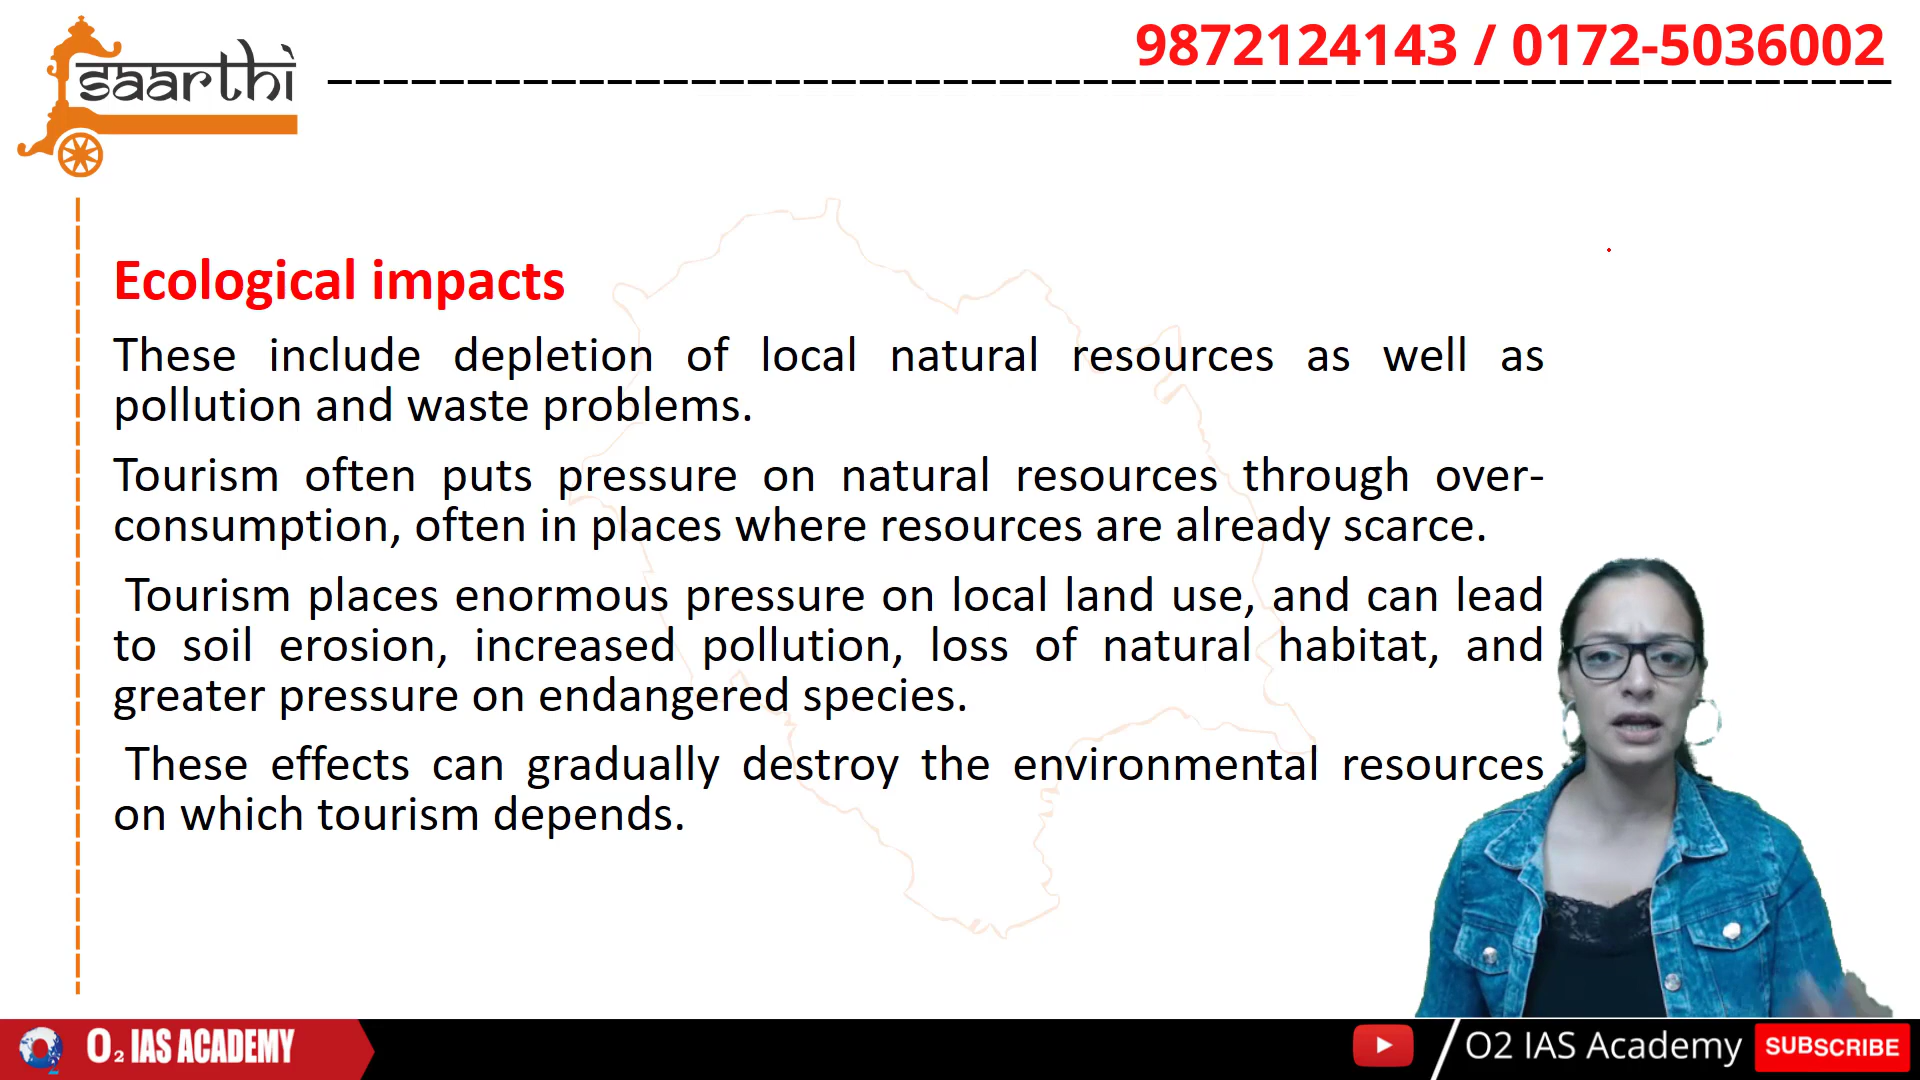 saarthi
9872124143 / 0172-5036002
Ecological impacts
These include depletion of local natural resources as well as
pollution and waste problems.
Tourism often puts pressure on natural resources through over-
consumption, often in places where resources are already scarce.
Tourism places enormous pressure on local land use, and can lead
to soil erosion, increased pollution, loss of natural habitat, and
greater pressure on endangered species.
These effects can gradually destroy the environmental resources
on which tourism depends.
O2 O2 IAS ACADEMY
O2 IAS Academy SUBSCRIBE